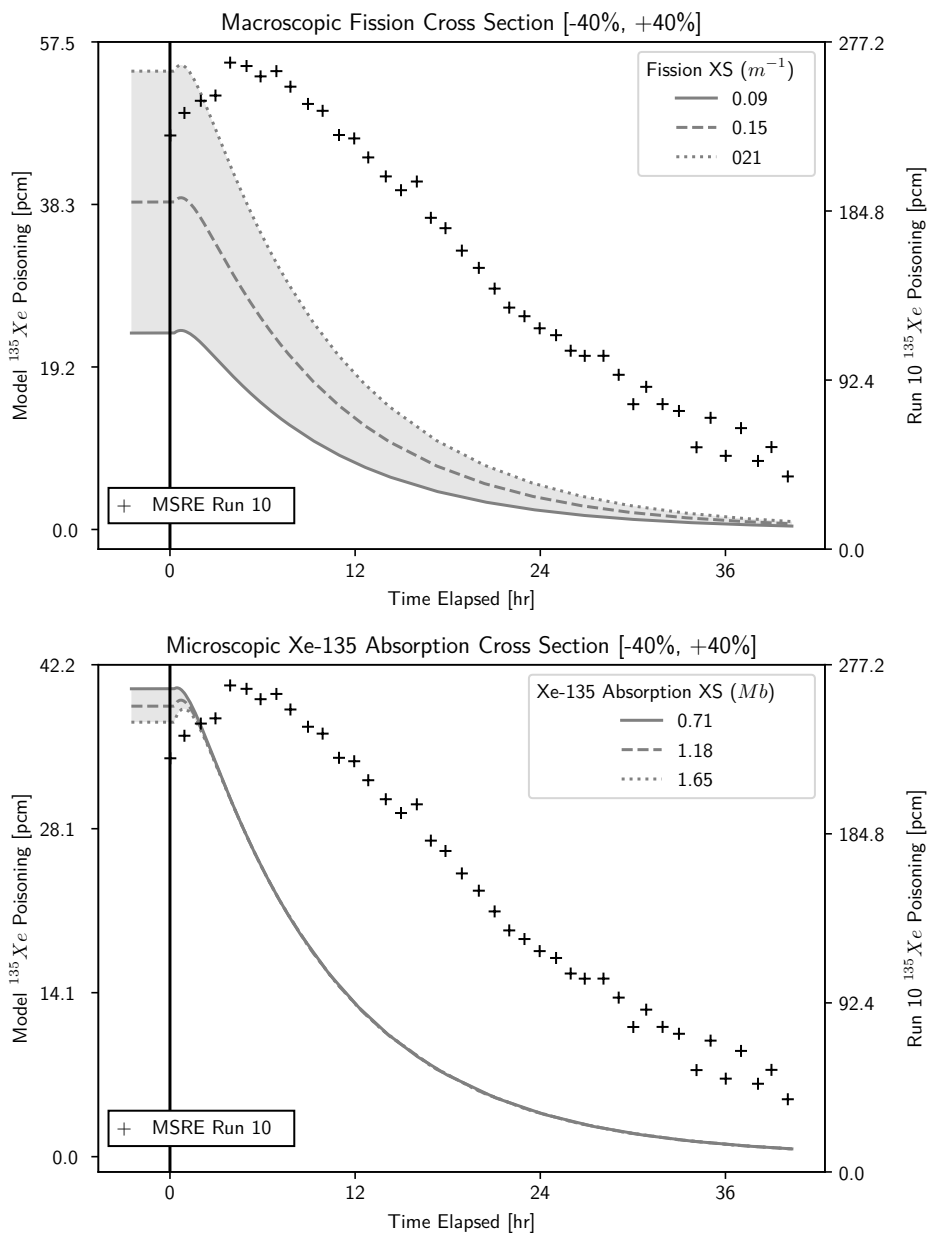 Macroscopic Fission Cross Section [-40%, +40%]
57.5
38.3
19.2
0.0
Model ¹³⁵Xe Poisoning [pcm]
Fission XS (m⁻¹)
0.09
0.15
021
MSRE Run 10
277.2
184.8
92.4
0.0
Run 10 ¹³⁵Xe Poisoning [pcm]
0 12 24 36
Time Elapsed [hr]
Microscopic Xe-135 Absorption Cross Section [-40%, +40%]
42.2
28.1
14.1
0.0
Model ¹³⁵Xe Poisoning [pcm]
Xe-135 Absorption XS (Mb)
0.71
1.18
1.65
MSRE Run 10
277.2
184.8
92.4
0.0
Run 10 ¹³⁵Xe Poisoning [pcm]
0 12 24 36
Time Elapsed [hr]